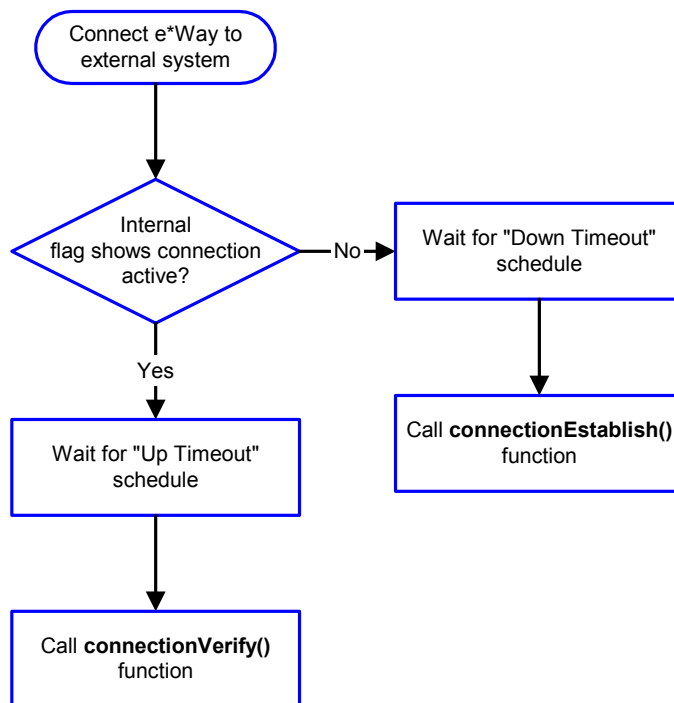 Connect e*Way to
external system
Internal
flag shows connection
active?
No
Wait for "Down Timeout"
schedule
Yes
Call connectionEstablish()
function
Wait for "Up Timeout"
schedule
Call connectionVerify()
function